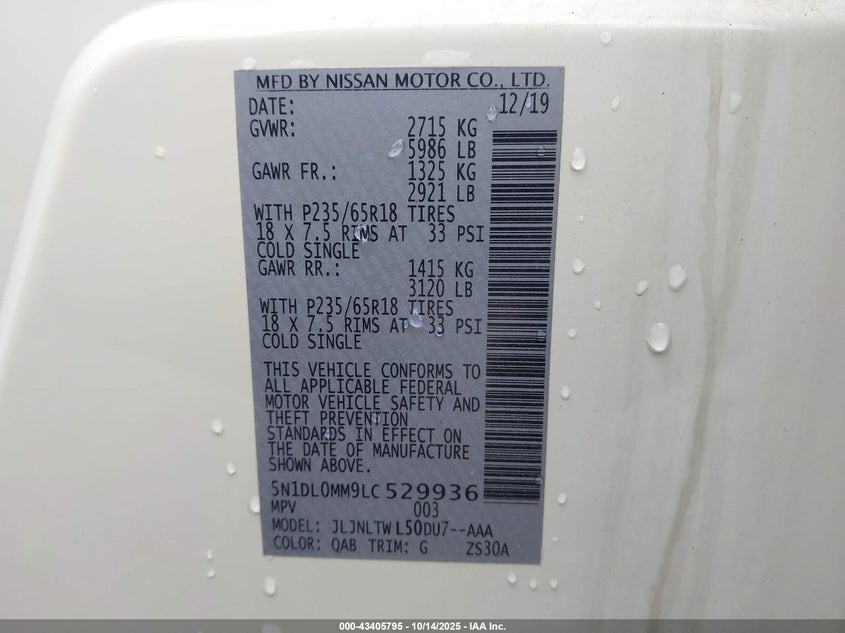 MFD BY NISSAN MOTOR CO., LTD.
DATE: 12/19
GVWR: 2715 KG
5986 LB
GAWR FR.: 1325 KG
2921 LB
WITH P235/65R18 TIRES
18 X 7.5 RIMS AT 33 PSI
COLD SINGLE
GAWR RR.: 1415 KG
3120 LB
WITH P235/65R18 TIRES
18 X 7.5 RIMS AT 33 PSI
COLD SINGLE
THIS VEHICLE CONFORMS TO
ALL APPLICABLE FEDERAL
MOTOR VEHICLE SAFETY AND
THEFT PREVENTION
STANDARDS IN EFFECT ON
THE DATE OF MANUFACTURE
SHOWN ABOVE.
5N1DL0MM9LC529936
MPV 003
MODEL: JLJNLTWL50DU7--AAA
COLOR: QAB TRIM: G ZS30A
000-43405795 - 10/14/2025 - IAA Inc.